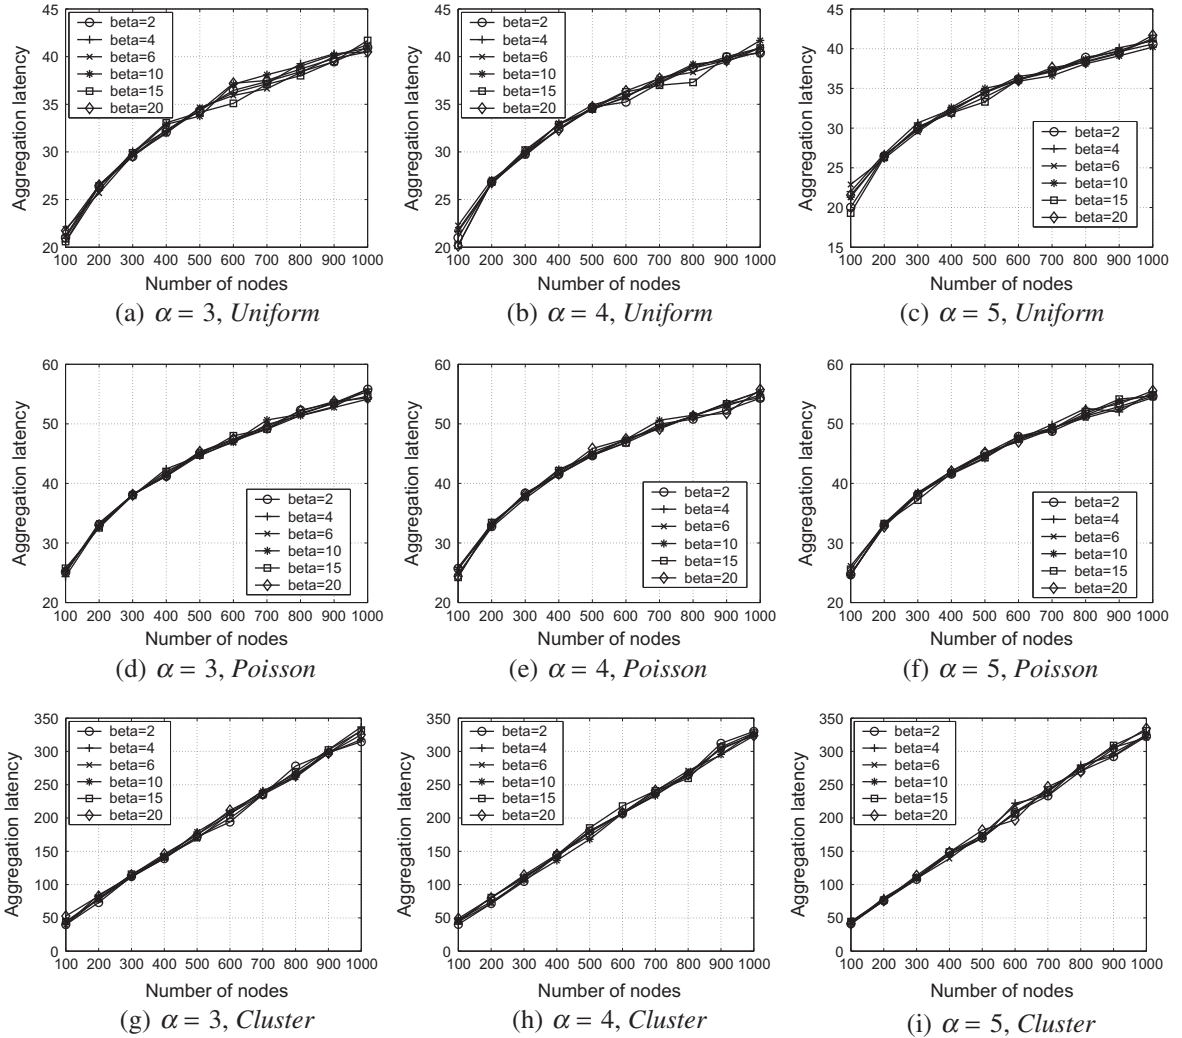 45
40
35
30
25
20
Aggregation latency
beta=2
beta=4
beta=6
beta=10
beta=15
beta=20
100 200 300 400 500 600 700 800 900 1000
Number of nodes
(a) α = 3, Uniform
45
40
35
30
25
20
Aggregation latency
beta=2
beta=4
beta=6
beta=10
beta=15
beta=20
100 200 300 400 500 600 700 800 900 1000
Number of nodes
(b) α = 4, Uniform
45
40
35
30
25
20
15
Aggregation latency
beta=2
beta=4
beta=6
beta=10
beta=15
beta=20
100 200 300 400 500 600 700 800 900 1000
Number of nodes
(c) α = 5, Uniform
60
50
40
30
20
Aggregation latency
beta=2
beta=4
beta=6
beta=10
beta=15
beta=20
100 200 300 400 500 600 700 800 900 1000
Number of nodes
(d) α = 3, Poisson
60
50
40
30
20
Aggregation latency
beta=2
beta=4
beta=6
beta=10
beta=15
beta=20
100 200 300 400 500 600 700 800 900 1000
Number of nodes
(e) α = 4, Poisson
60
50
40
30
20
Aggregation latency
beta=2
beta=4
beta=6
beta=10
beta=15
beta=20
100 200 300 400 500 600 700 800 900 1000
Number of nodes
(f) α = 5, Poisson
350
300
250
200
150
100
50
0
Aggregation latency
beta=2
beta=4
beta=6
beta=10
beta=15
beta=20
100 200 300 400 500 600 700 800 900 1000
Number of nodes
(g) α = 3, Cluster
350
300
250
200
150
100
50
0
Aggregation latency
beta=2
beta=4
beta=6
beta=10
beta=15
beta=20
100 200 300 400 500 600 700 800 900 1000
Number of nodes
(h) α = 4, Cluster
350
300
250
200
150
100
50
0
Aggregation latency
beta=2
beta=4
beta=6
beta=10
beta=15
beta=20
100 200 300 400 500 600 700 800 900 1000
Number of nodes
(i) α = 5, Cluster